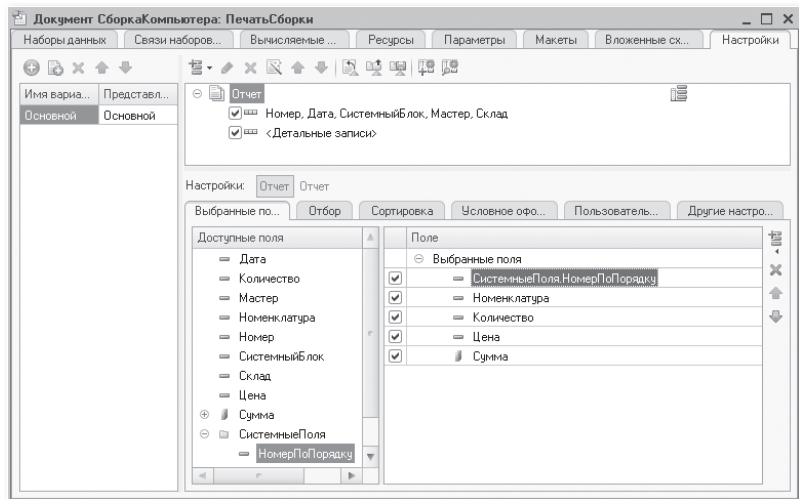 Документ СборкаКомпьютера: ПечатьСборки
Наборы данных Связи наборов... Вычисляемые ... Ресурсы Параметры Макеты Вложенные сх... Настройки
Имя вариа... Представл...
Основной Основной
Отчет
Номер, Дата, СистемныйБлок, Мастер, Склад
<Детальные записи>
Настройки: Отчет Отчет
Выбранные по... Отбор Сортировка Условное офо... Пользователь... Другие настро...
Доступные поля
Дата
Количество
Мастер
Номенклатура
Номер
СистемныйБлок
Склад
Цена
Сумма
СистемныеПоля
НомерПоПорядку
Поле
Выбранные поля
СистемныеПоля.НомерПоПорядку
Номенклатура
Количество
Цена
Сумма